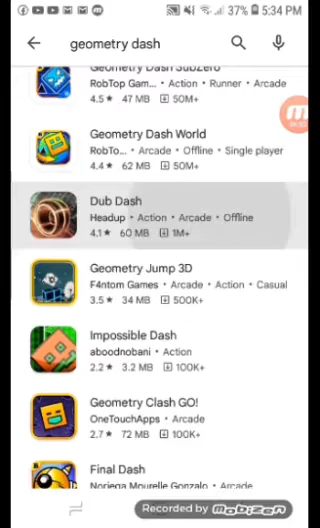 37% 5:34 PM
geometry dash
Geometry Dash SubZero
RobTop Gam... • Action • Runner • Arcade
4.5★ 47 MB 50M+
Geometry Dash World
RobTo... • Arcade • Offline • Single player
4.4★ 62 MB 50M+
Dub Dash
Headup • Action • Arcade • Offline
4.1★ 60 MB 1M+
Geometry Jump 3D
F4ntom Games • Arcade • Action • Casual
3.5★ 34 MB 500K+
Impossible Dash
aboodnobani • Action
2.2★ 3.2 MB 100K+
Geometry Clash GO!
OneTouchApps • Arcade
2.7★ 72 MB 100K+
Final Dash
Noriega Mourelle Gonzalo • Arcade
Recorded by Mobizen